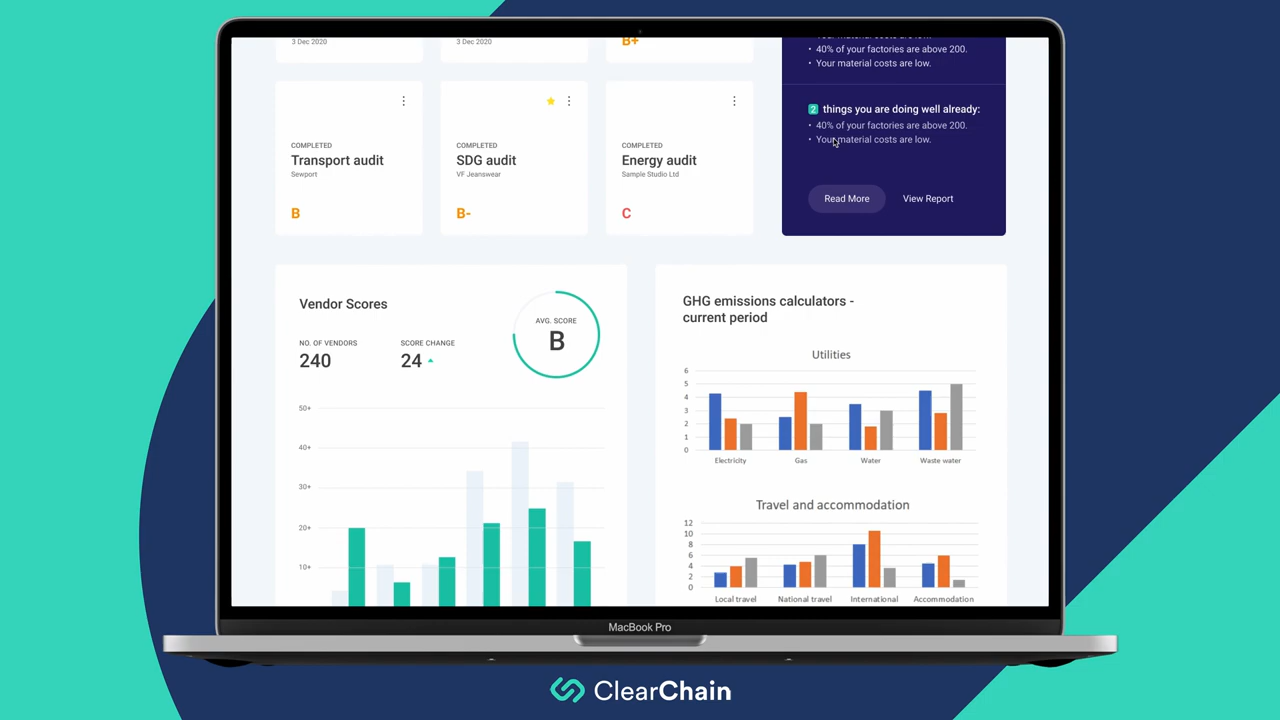 3 Dec 2020
3 Dec 2020
B+
• 40% of your factories are above 200.
• Your material costs are low.
2 things you are doing well already:
• 40% of your factories are above 200.
• Your material costs are low.
Read More View Report
COMPLETED
Transport audit
Sewport
B
COMPLETED
SDG audit
VF Jeanswear
B-
COMPLETED
Energy audit
Sample Studio Ltd
C
Vendor Scores
NO. OF VENDORS
240
SCORE CHANGE
24
AVG. SCORE
B
50+
40+
30+
20+
10+
GHG emissions calculators -
current period
Utilities
6
5
4
3
2
1
0
Electricity Gas Water Waste water
Travel and accommodation
12
10
8
6
4
2
0
Local travel National travel International Accommodation
MacBook Pro
ClearChain